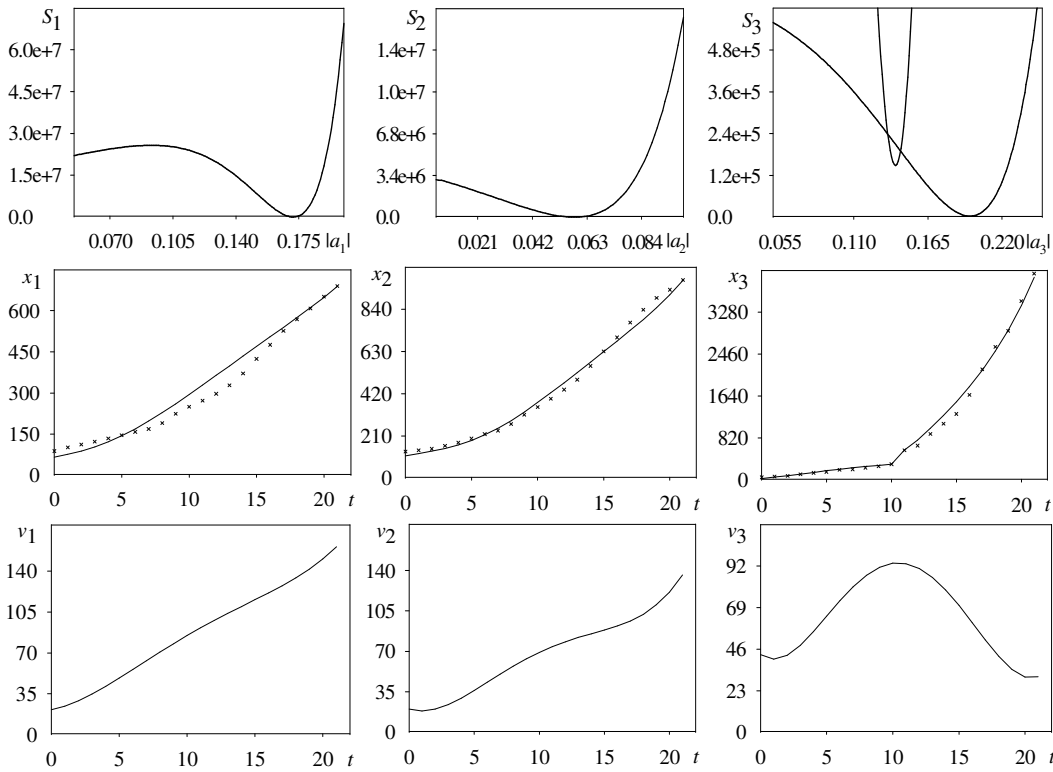 S1
6.0e+7
4.5e+7
3.0e+7
1.5e+7
0.0
0.070 0.105 0.140 0.175 |a1|
S2
1.4e+7
1.0e+7
6.8e+6
3.4e+6
0.0
0.021 0.042 0.063 0.084 |a2|
S3
4.8e+5
3.6e+5
2.4e+5
1.2e+5
0.0
0.055 0.110 0.165 0.220 |a3|
x1
600
450
300
150
0
0 5 10 15 20 t
x2
840
630
420
210
0
0 5 10 15 20 t
x3
3280
2460
1640
820
0
0 5 10 15 20 t
v1
140
105
70
35
0
0 5 10 15 20 t
v2
140
105
70
35
0
0 5 10 15 20 t
v3
92
69
46
23
0
0 5 10 15 20 t